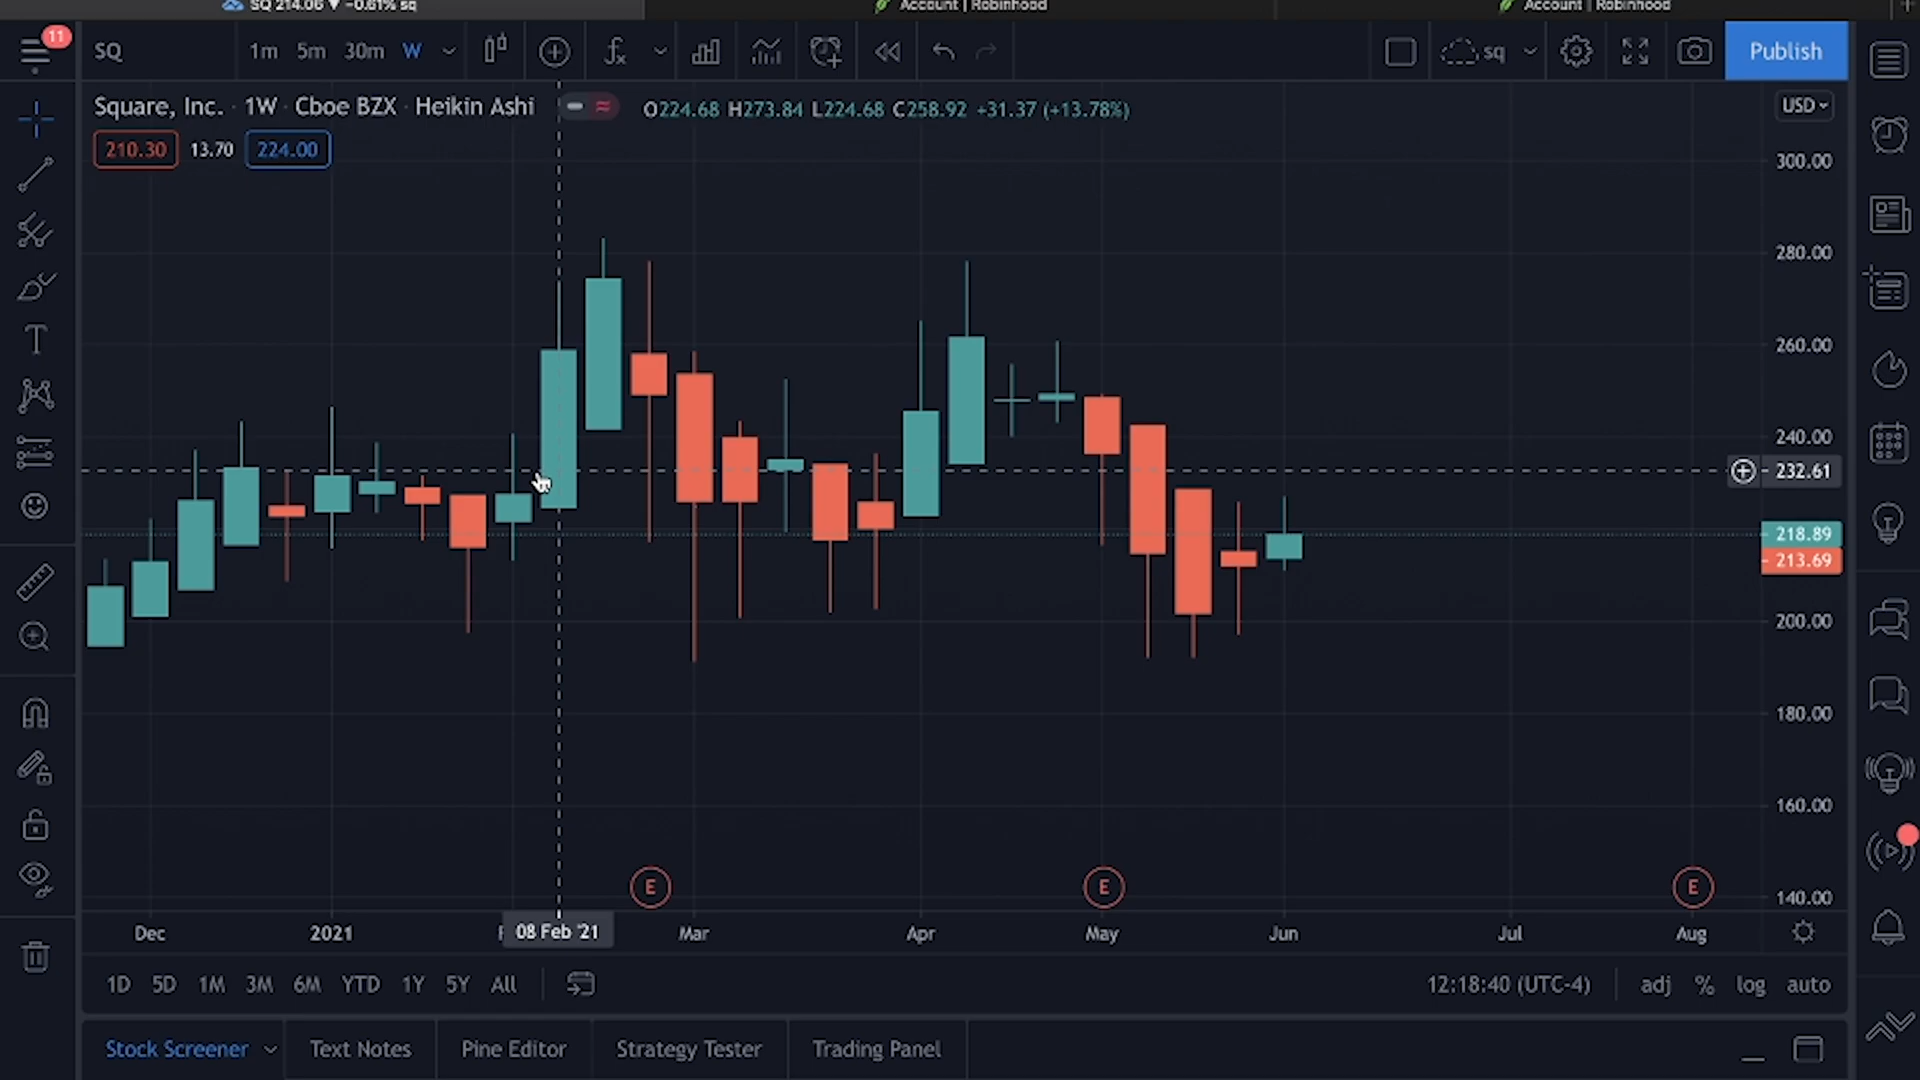 SQ 214.06 ▼ −0.61% sq
Account | Robinhood
Account | Robinhood
11
SQ
1m 5m 30m W
sq
Publish
Square, Inc. · 1W · Cboe BZX · Heikin Ashi
O224.68 H273.84 L224.68 C258.92 +31.37 (+13.78%)
USD
210.30 13.70 224.00
300.00
280.00
260.00
240.00
232.61
218.89
213.69
200.00
180.00
160.00
140.00
E E E
Dec 2021 08 Feb '21 Mar Apr May Jun Jul Aug
1D 5D 1M 3M 6M YTD 1Y 5Y All
12:18:40 (UTC-4) adj % log auto
Stock Screener Text Notes Pine Editor Strategy Tester Trading Panel